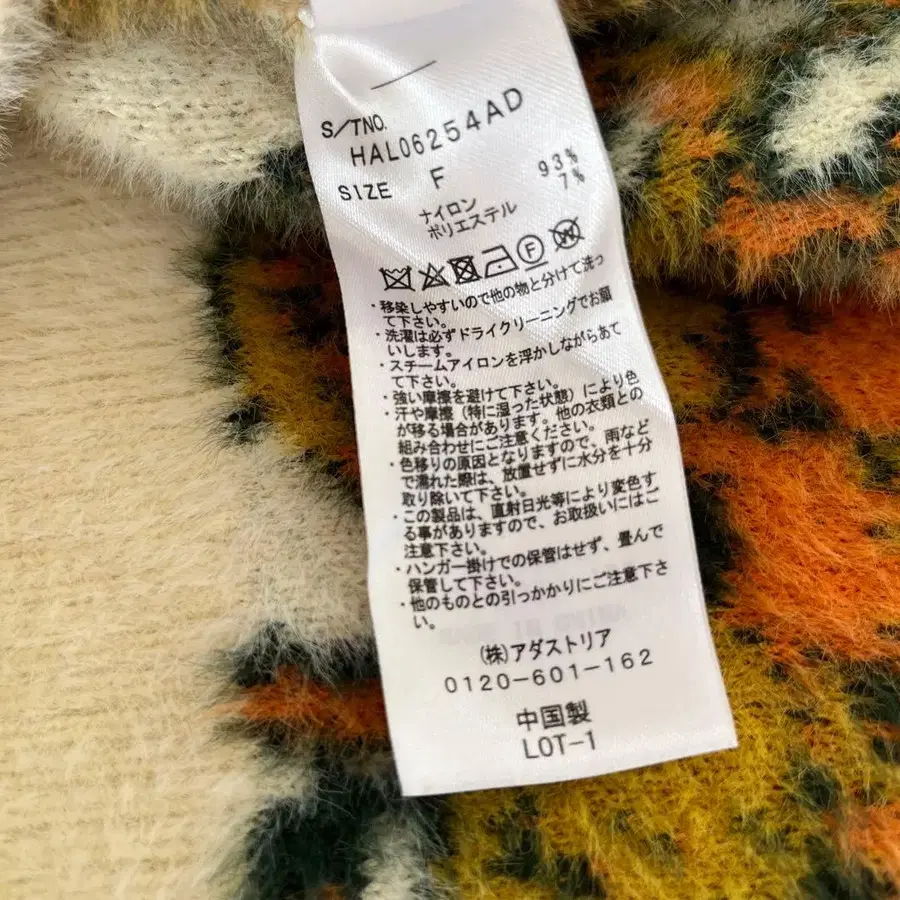 S/TNO.
HAL06254AD
SIZE F
ナイロン 93%
ポリエステル 7%
F W
・移染しやすいので他の物と分けて洗っ
て下さい。
・洗濯は必ずドライクリーニングでお願
いします。
・スチームアイロンを浮かしながらあて
て下さい。
・強い摩擦を避けて下さい。
・汗や摩擦（特に湿った状態）により色
が移る場合があります。他の衣類との
組み合わせにご注意ください。
・色移りの原因となりますので、雨など
で濡れた際は、放置せずに水分を十分
取り除いて下さい。
・この製品は、直射日光等により変色す
る事がありますので、お取扱いにはご
注意下さい。
・ハンガー掛けでの保管はせず、畳んで
保管して下さい。
・他のものとの引っかかりにご注意下さ
い。
(株)アダストリア
0120-601-162
中国製
LOT-1